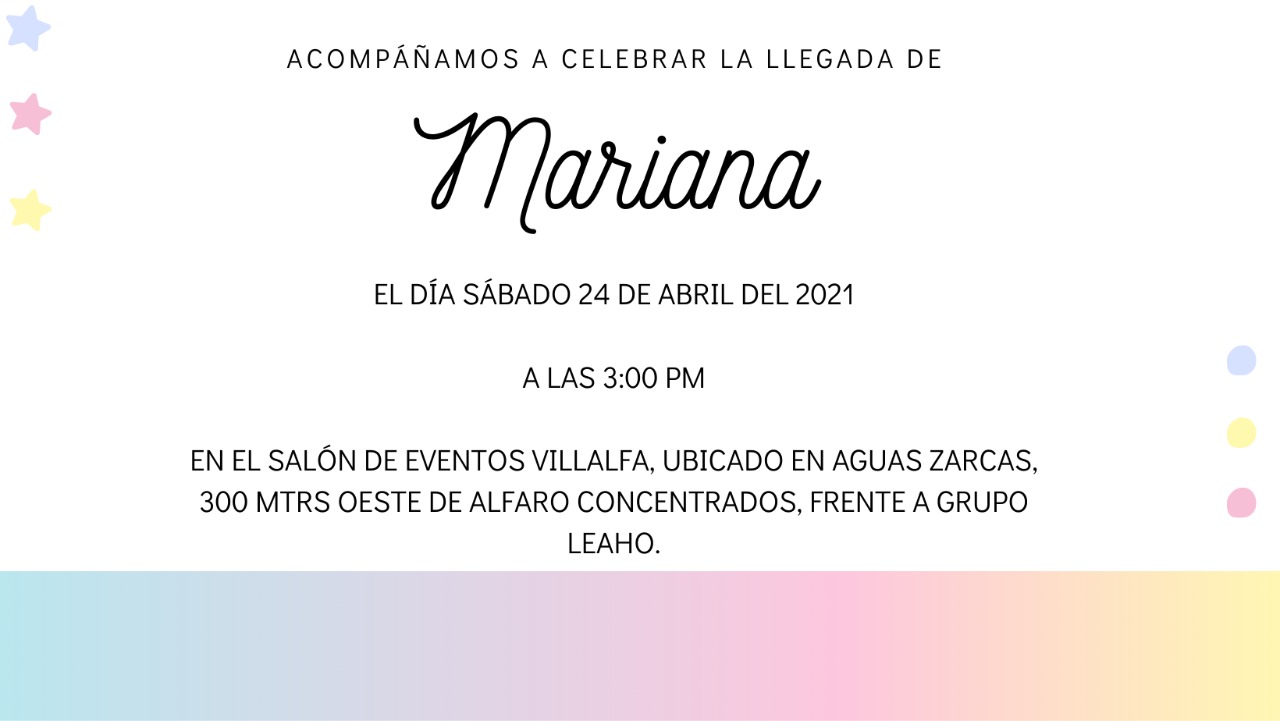 ACOMPÁÑAMOS A CELEBRAR LA LLEGADA DE
Mariana
EL DÍA SÁBADO 24 DE ABRIL DEL 2021
A LAS 3:00 PM
EN EL SALÓN DE EVENTOS VILLALFA, UBICADO EN AGUAS ZARCAS,
300 MTRS OESTE DE ALFARO CONCENTRADOS, FRENTE A GRUPO
LEAHO.